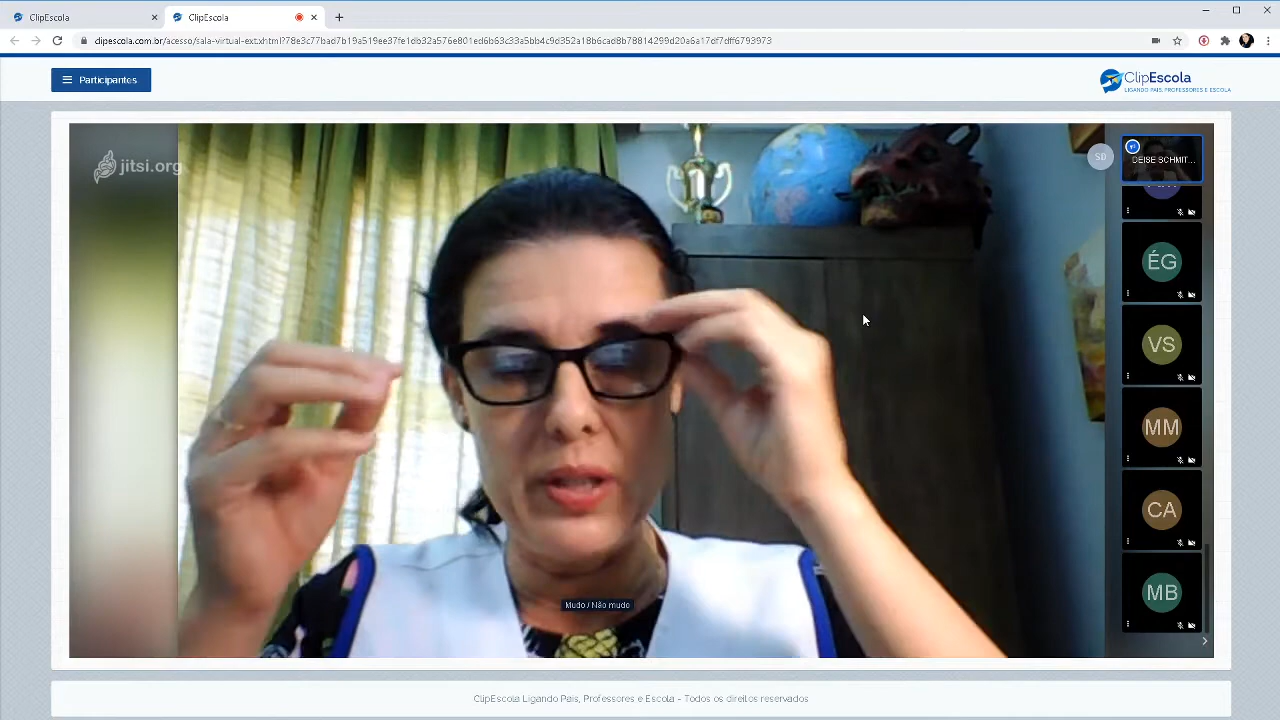 ClipEscola
ClipEscola
clipescola.com.br/acesso/sala-virtual-ext.xhtml?78e3c77bad7b19a519ee37fe1db32a576e801ed6b63c33a5bb4c9d352a18b6cad8b78814299d20a6a17df7dff6793973
Participantes
ClipEscola
LIGANDO PAIS, PROFESSORES E ESCOLA
jitsi.org
SD
DEISE SCHMIT...
ÉG
VS
MM
CA
MB
Mudo / Não mudo
ClipEscola Ligando Pais, Professores e Escola - Todos os direitos reservados